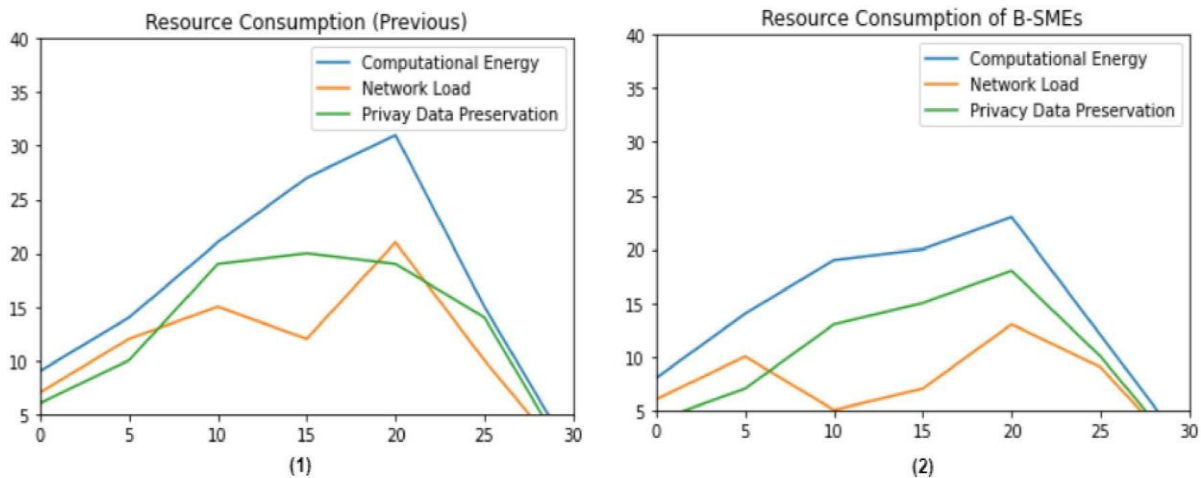 Resource Consumption (Previous)
40
35
30
25
20
15
10
5
0 5 10 15 20 25 30
Computational Energy
Network Load
Privay Data Preservation
(1)
Resource Consumption of B-SMEs
40
35
30
25
20
15
10
5
0 5 10 15 20 25 30
Computational Energy
Network Load
Privacy Data Preservation
(2)